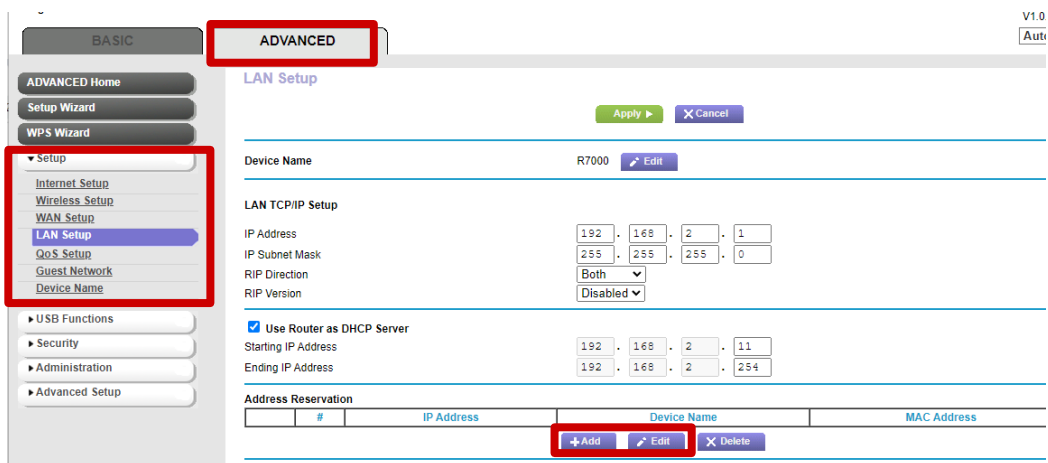 V1.0.
BASIC
ADVANCED
Auto
ADVANCED Home
Setup Wizard
WPS Wizard
▼Setup
Internet Setup
Wireless Setup
WAN Setup
LAN Setup
QoS Setup
Guest Network
Device Name
▶USB Functions
▶Security
▶Administration
▶Advanced Setup
LAN Setup
Apply ▶ X Cancel
Device Name R7000 Edit
LAN TCP/IP Setup
IP Address 192 . 168 . 2 . 1
IP Subnet Mask 255 . 255 . 255 . 0
RIP Direction Both
RIP Version Disabled
Use Router as DHCP Server
Starting IP Address 192 . 168 . 2 . 11
Ending IP Address 192 . 168 . 2 . 254
Address Reservation
# IP Address Device Name MAC Address
+Add Edit X Delete